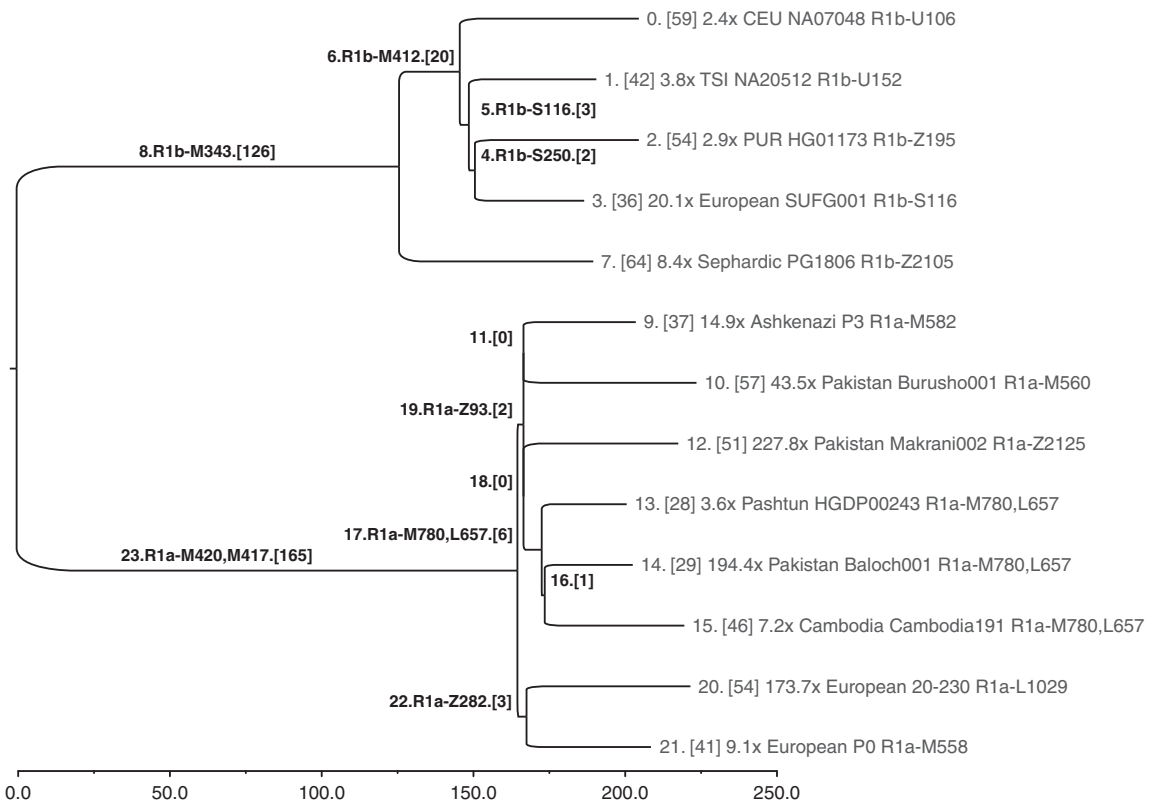 0. [59] 2.4x CEU NA07048 R1b-U106
6.R1b-M412.[20]
1. [42] 3.8x TSI NA20512 R1b-U152
5.R1b-S116.[3]
2. [54] 2.9x PUR HG01173 R1b-Z195
8.R1b-M343.[126]
4.R1b-S250.[2]
3. [36] 20.1x European SUFG001 R1b-S116
7. [64] 8.4x Sephardic PG1806 R1b-Z2105
9. [37] 14.9x Ashkenazi P3 R1a-M582
11.[0]
10. [57] 43.5x Pakistan Burusho001 R1a-M560
19.R1a-Z93.[2]
12. [51] 227.8x Pakistan Makrani002 R1a-Z2125
18.[0]
13. [28] 3.6x Pashtun HGDP00243 R1a-M780,L657
17.R1a-M780,L657.[6]
23.R1a-M420,M417.[165]
14. [29] 194.4x Pakistan Baloch001 R1a-M780,L657
16.[1]
15. [46] 7.2x Cambodia Cambodia191 R1a-M780,L657
20. [54] 173.7x European 20-230 R1a-L1029
22.R1a-Z282.[3]
21. [41] 9.1x European P0 R1a-M558
0.0 50.0 100.0 150.0 200.0 250.0